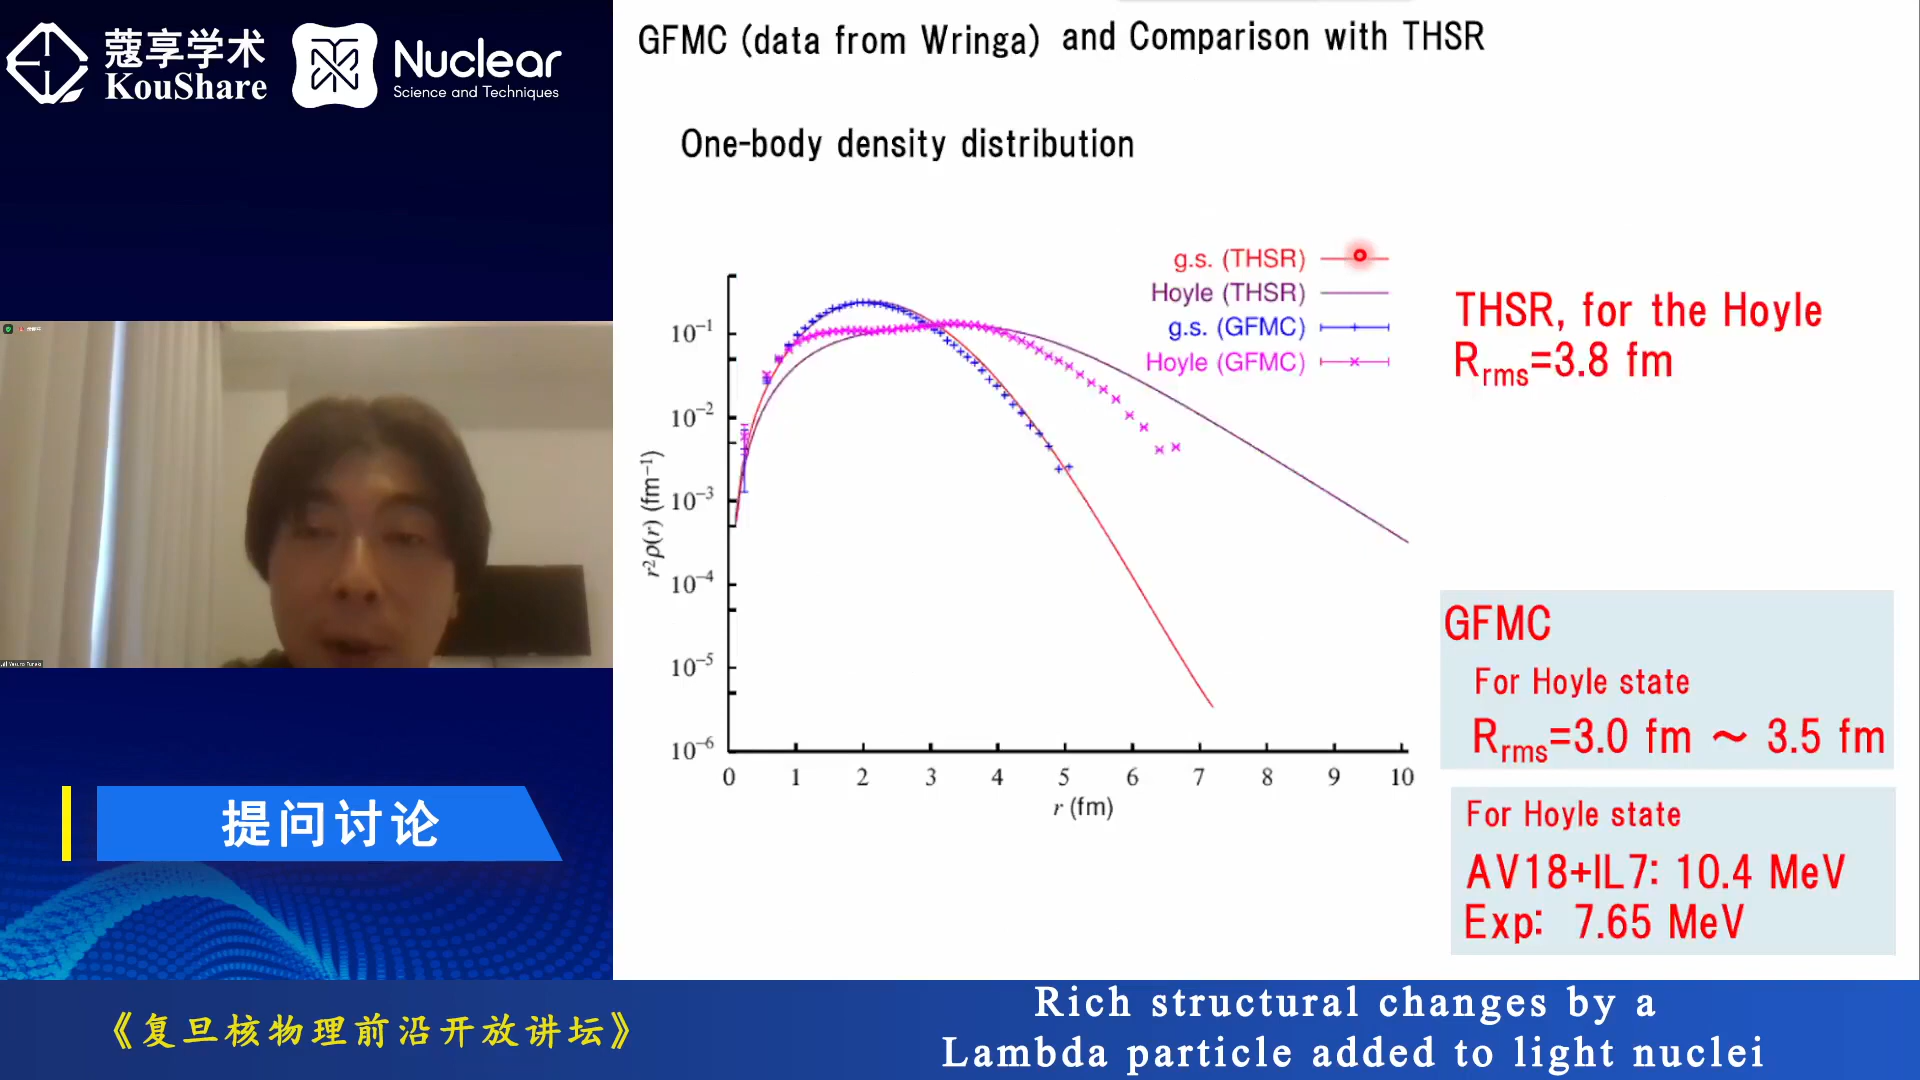 蔻享学术
KouShare
Nuclear
Science and Techniques
GFMC (data from Wringa) and Comparison with THSR
One-body density distribution
g.s. (THSR)
Hoyle (THSR)
g.s. (GFMC)
Hoyle (GFMC)
10⁻¹
10⁻²
10⁻³
10⁻⁴
10⁻⁵
10⁻⁶
r²ρ(r) (fm⁻¹)
0 1 2 3 4 5 6 7 8 9 10
r (fm)
THSR, for the Hoyle
Rrms=3.8 fm
GFMC
For Hoyle state
Rrms=3.0 fm ～ 3.5 fm
For Hoyle state
AV18+IL7: 10.4 MeV
Exp: 7.65 MeV
提问讨论
《复旦核物理前沿开放讲坛》
Rich structural changes by a
Lambda particle added to light nuclei